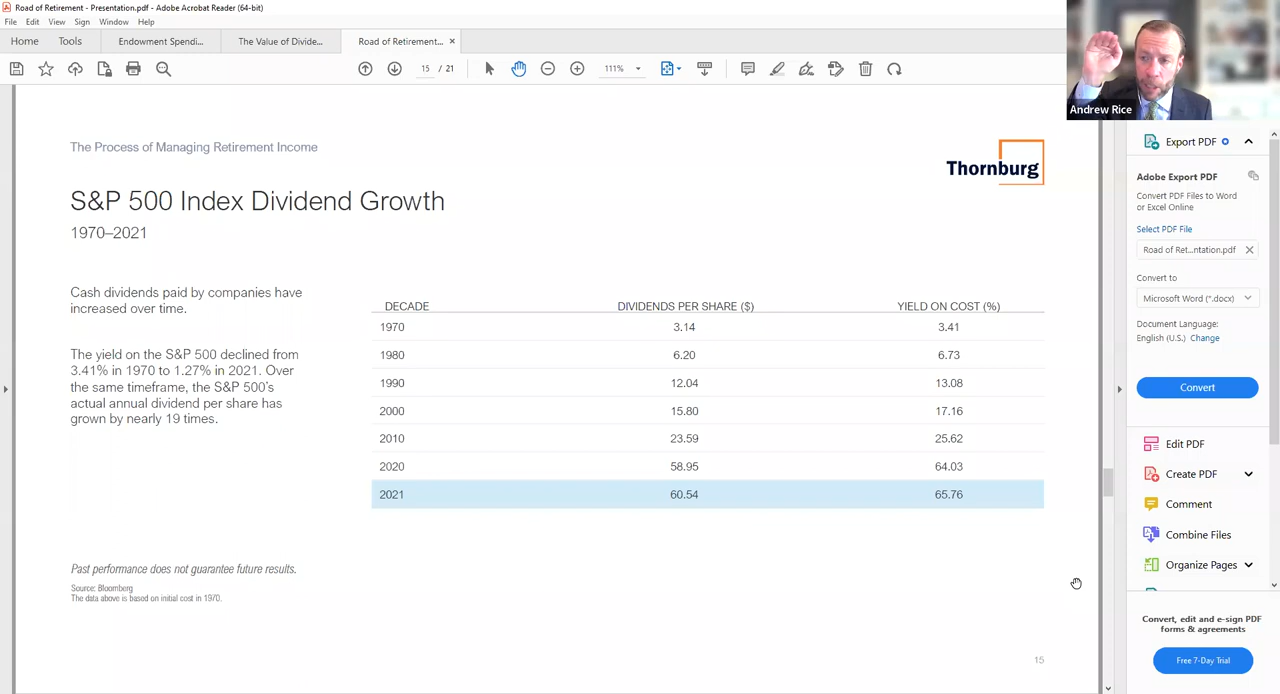 Road of Retirement - Presentation.pdf - Adobe Acrobat Reader (64-bit)
File Edit View Sign Window Help
Home Tools Endowment Spendi... The Value of Divide... Road of Retirement... ×
15 / 21 111%
Andrew Rice
The Process of Managing Retirement Income
Thornburg
S&P 500 Index Dividend Growth
1970–2021
Cash dividends paid by companies have
increased over time.
The yield on the S&P 500 declined from
3.41% in 1970 to 1.27% in 2021. Over
the same timeframe, the S&P 500's
actual annual dividend per share has
grown by nearly 19 times.
DECADE DIVIDENDS PER SHARE ($) YIELD ON COST (%)
1970 3.14 3.41
1980 6.20 6.73
1990 12.04 13.08
2000 15.80 17.16
2010 23.59 25.62
2020 58.95 64.03
2021 60.54 65.76
Past performance does not guarantee future results.
Source: Bloomberg
The data above is based on initial cost in 1970.
15
Export PDF
Adobe Export PDF
Convert PDF Files to Word
or Excel Online
Select PDF File
Road of Ret...ntation.pdf ×
Convert to
Microsoft Word (*.docx)
Document Language:
English (U.S.) Change
Convert
Edit PDF
Create PDF
Comment
Combine Files
Organize Pages
Convert, edit and e-sign PDF
forms & agreements
Free 7-Day Trial